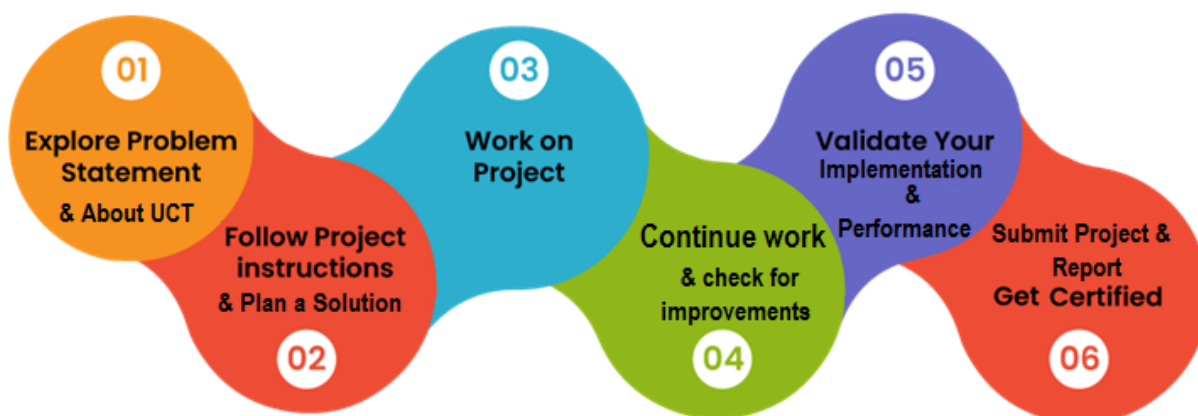 01
Explore Problem
Statement
& About UCT
Follow Project
instructions
& Plan a Solution
02
03
Work on
Project
Continue work
& check for
improvements
04
05
Validate Your
Implementation
&
Performance
Submit Project &
Report
Get Certified
06